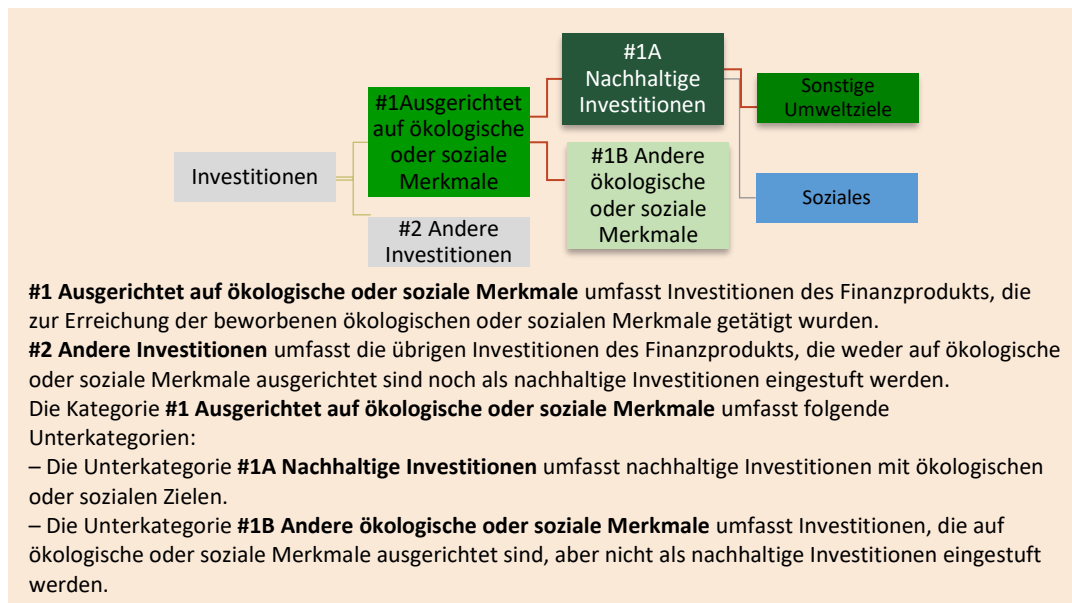 #1A
Nachhaltige
Investitionen
Sonstige
Umweltziele
#1Ausgerichtet
auf ökologische
oder soziale
Merkmale
Investitionen
#1B Andere
ökologische
oder soziale
Merkmale
Soziales
#2 Andere
Investitionen
#1 Ausgerichtet auf ökologische oder soziale Merkmale umfasst Investitionen des Finanzprodukts, die
zur Erreichung der beworbenen ökologischen oder sozialen Merkmale getätigt wurden.
#2 Andere Investitionen umfasst die übrigen Investitionen des Finanzprodukts, die weder auf ökologische
oder soziale Merkmale ausgerichtet sind noch als nachhaltige Investitionen eingestuft werden.
Die Kategorie #1 Ausgerichtet auf ökologische oder soziale Merkmale umfasst folgende
Unterkategorien:
– Die Unterkategorie #1A Nachhaltige Investitionen umfasst nachhaltige Investitionen mit ökologischen
oder sozialen Zielen.
– Die Unterkategorie #1B Andere ökologische oder soziale Merkmale umfasst Investitionen, die auf
ökologische oder soziale Merkmale ausgerichtet sind, aber nicht als nachhaltige Investitionen eingestuft
werden.